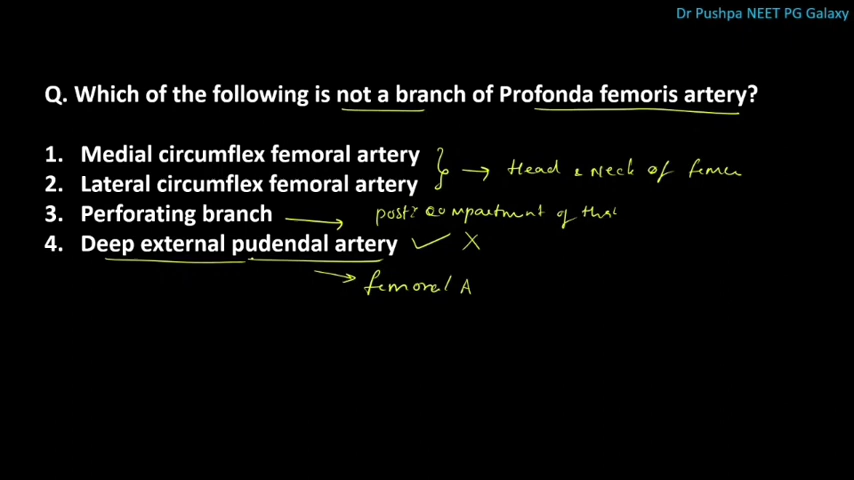 Dr Pushpa NEET PG Galaxy
Q. Which of the following is not a branch of Profonda femoris artery?
1. Medial circumflex femoral artery
2. Lateral circumflex femoral artery
→ Head & Neck of femur
3. Perforating branch → compartment of
4. Deep external pudendal artery ✓ X
→ femoral A